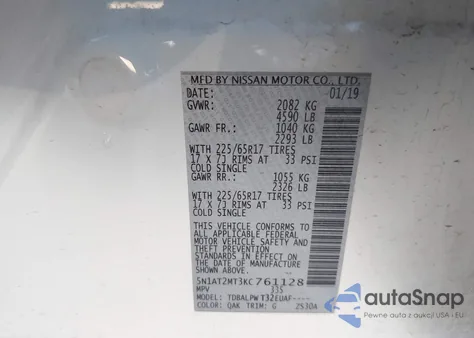 MFD BY NISSAN MOTOR CO., LTD.
DATE: 01/19
GVWR: 2082 KG
4590 LB
GAWR FR.: 1040 KG
2293 LB
WITH 225/65R17 TIRES
17 X 7J RIMS AT 33 PSI
COLD SINGLE
GAWR RR.: 1055 KG
2326 LB
WITH 225/65R17 TIRES
17 X 7J RIMS AT 33 PSI
COLD SINGLE
THIS VEHICLE CONFORMS TO
ALL APPLICABLE FEDERAL
MOTOR VEHICLE SAFETY
STANDARDS IN EFFECT ON THE
DATE OF MANUFACTURE SHOWN
ABOVE.
5N1AT2MT3KC761128
MPV 335
MODEL: TDBALPW T32EUAF----
COLOR: QAK TRIM: G 2530A
autaSnap
Pewne auta z aukcji w USA i EU